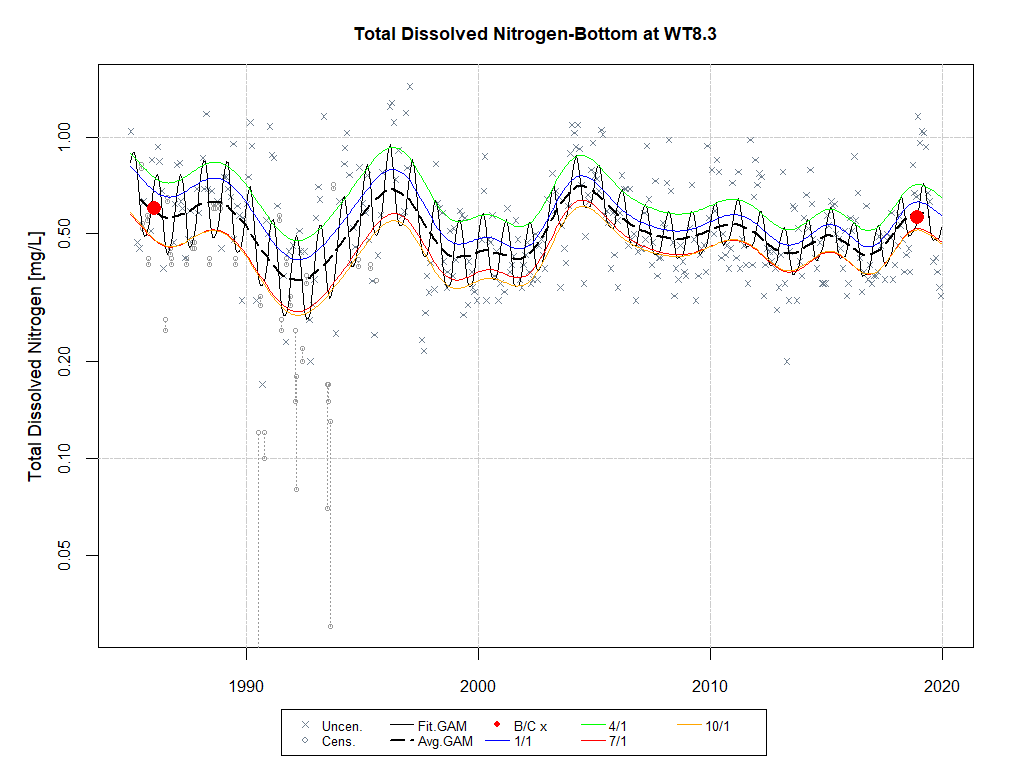 Total Dissolved Nitrogen-Bottom at WT8.3
Total Dissolved Nitrogen [mg/L]
1.00
0.50
0.20
0.10
0.05
1990 2000 2010 2020
Uncen. Fit.GAM B/C x 4/1 10/1
Cens. Avg.GAM 1/1 7/1